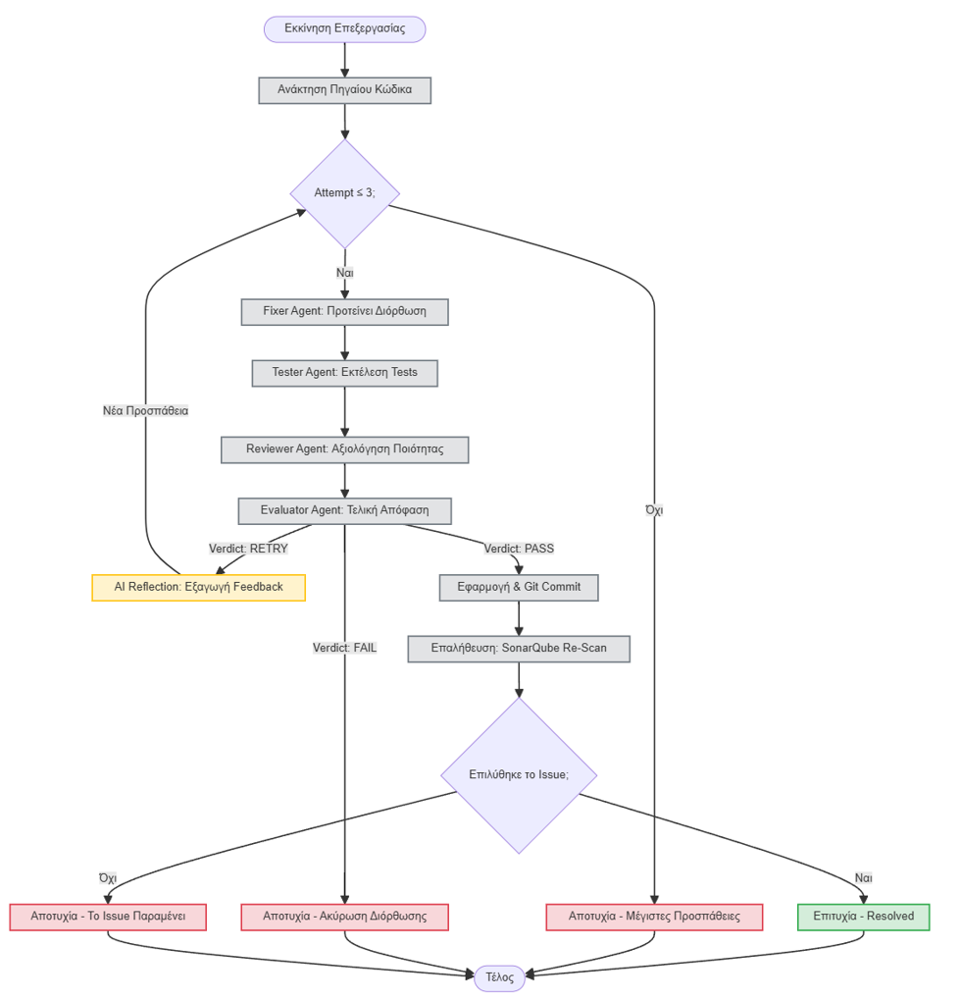 Εκκίνηση Επεξεργασίας
Ανάκτηση Πηγαίου Κώδικα
Attempt ≤ 3;
Ναι
Fixer Agent: Προτείνει Διόρθωση
Tester Agent: Εκτέλεση Tests
Νέα Προσπάθεια
Reviewer Agent: Αξιολόγηση Ποιότητας
Evaluator Agent: Τελική Απόφαση
Όχι
Verdict: RETRY
Verdict: PASS
AI Reflection: Εξαγωγή Feedback
Εφαρμογή & Git Commit
Verdict: FAIL
Επαλήθευση: SonarQube Re-Scan
Επιλύθηκε το Issue;
Όχι
Ναι
Αποτυχία - Το Issue Παραμένει
Αποτυχία - Ακύρωση Διόρθωσης
Αποτυχία - Μέγιστες Προσπάθειες
Επιτυχία - Resolved
Τέλος